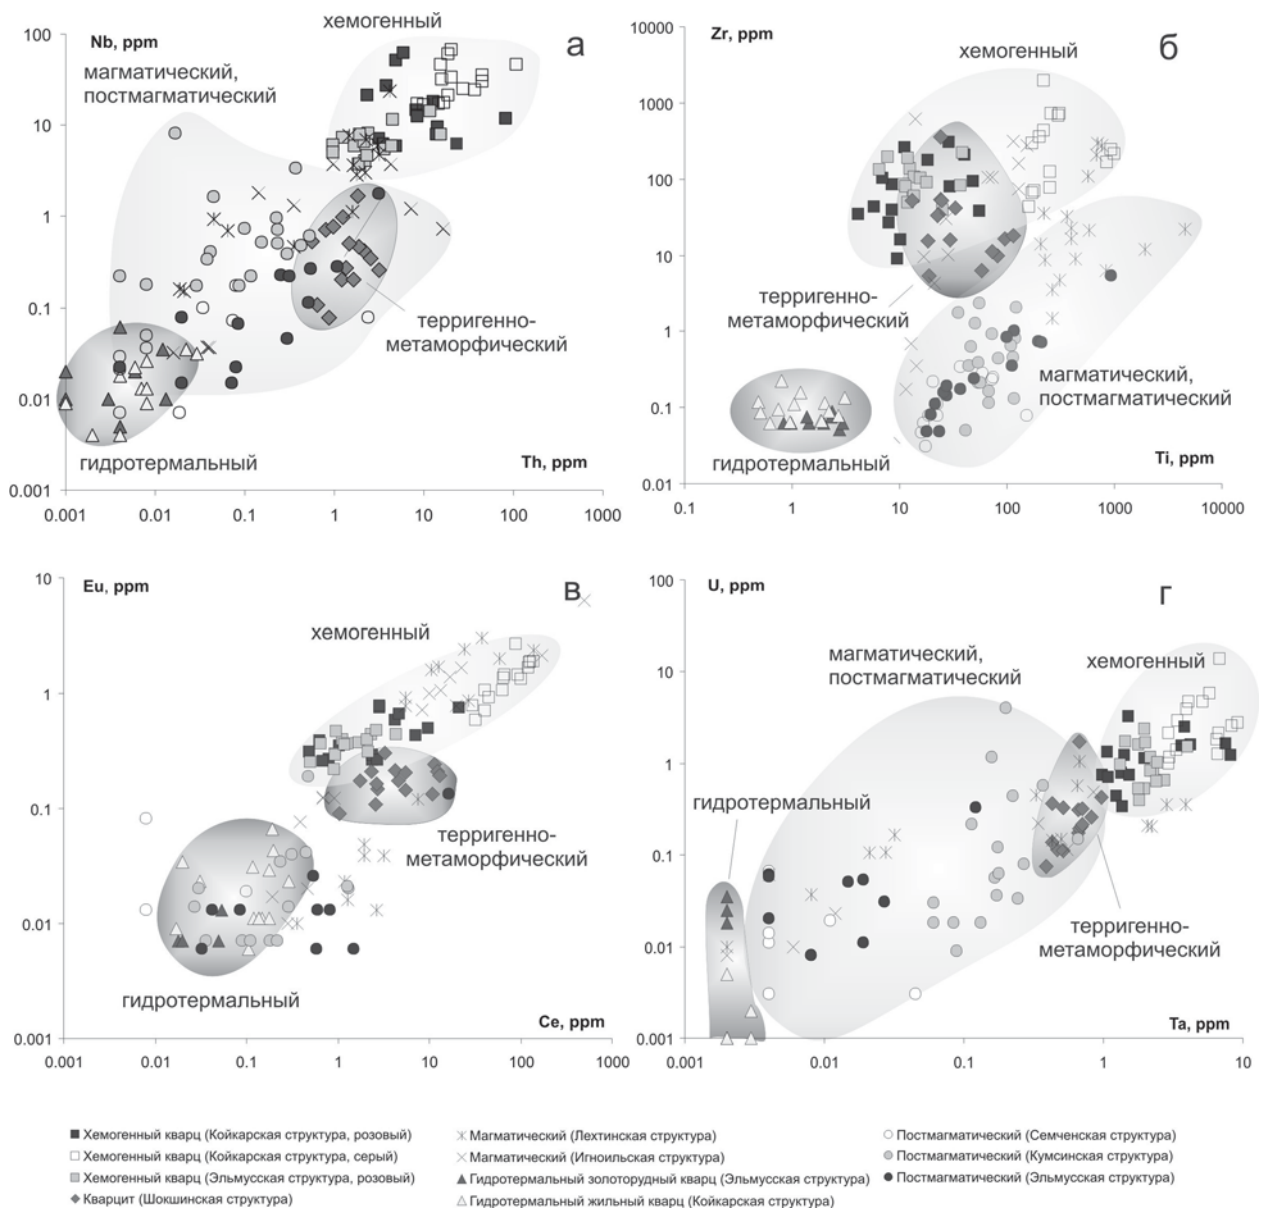 Nb, ppm
а
хемогенный
магматический,
постмагматический
терригенно-
метаморфический
гидротермальный
Th, ppm
100
10
1
0.1
0.01
0.001
0.001
0.01
0.1
1
10
100
1000
Zr, ppm
б
хемогенный
терригенно-
метаморфический
магматический,
постмагматический
гидротермальный
Ti, ppm
10000
1000
100
10
1
0.1
0.01
0.1
1
10
100
1000
10000
Eu, ppm
в
хемогенный
терригенно-
метаморфический
гидротермальный
Ce, ppm
10
1
0.1
0.01
0.001
0.001
0.01
0.1
1
10
100
1000
U, ppm
г
магматический,
постмагматический
хемогенный
гидротермальный
терригенно-
метаморфический
Ta, ppm
100
10
1
0.1
0.01
0.001
0.001
0.01
0.1
1
10
Хемогенный кварц (Койкарская структура, розовый)
Хемогенный кварц (Койкарская структура, серый)
Хемогенный кварц (Эльмусская структура, розовый)
Кварцит (Шокшинская структура)
Магматический (Лехтинская структура)
Магматический (Игноильская структура)
Гидротермальный золоторудный кварц (Эльмусская структура)
Гидротермальный жильный кварц (Койкарская структура)
Постмагматический (Семченская структура)
Постмагматический (Кумсинская структура)
Постмагматический (Эльмусская структура)